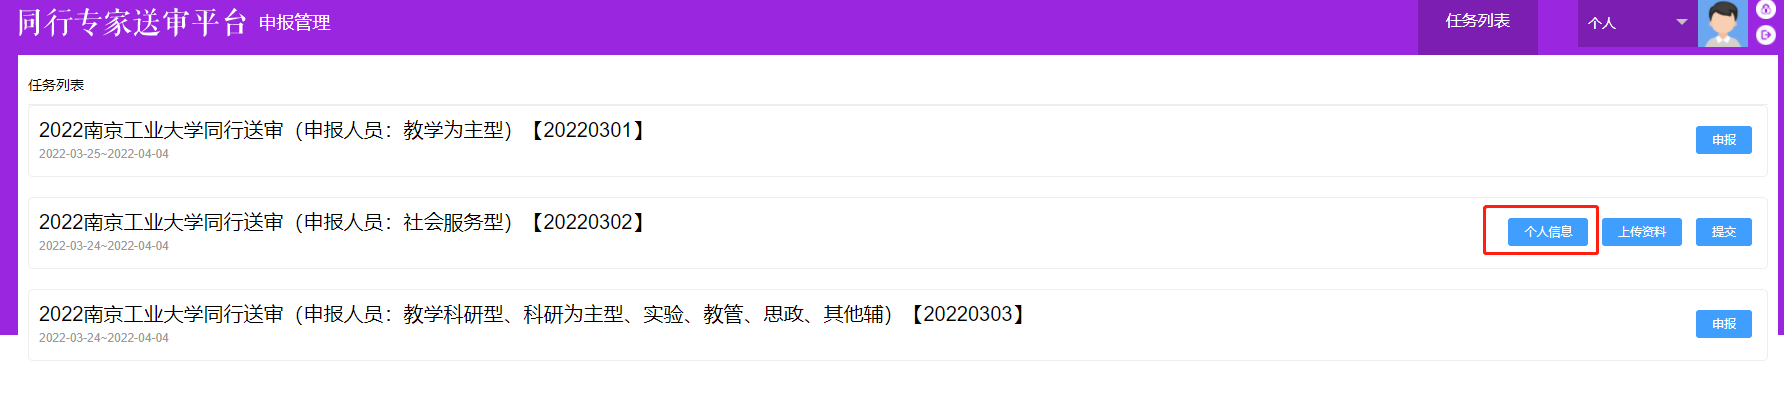 同行专家送审平台 申报管理 任务列表 个人
任务列表
2022南京工业大学同行送审（申报人员：教学为主型）【20220301】
2022-03-25~2022-04-04
申报
2022南京工业大学同行送审（申报人员：社会服务型）【20220302】
2022-03-24~2022-04-04
个人信息 上传资料 提交
2022南京工业大学同行送审（申报人员：教学科研型、科研为主型、实验、教管、思政、其他辅）【20220303】
2022-03-24~2022-04-04
申报